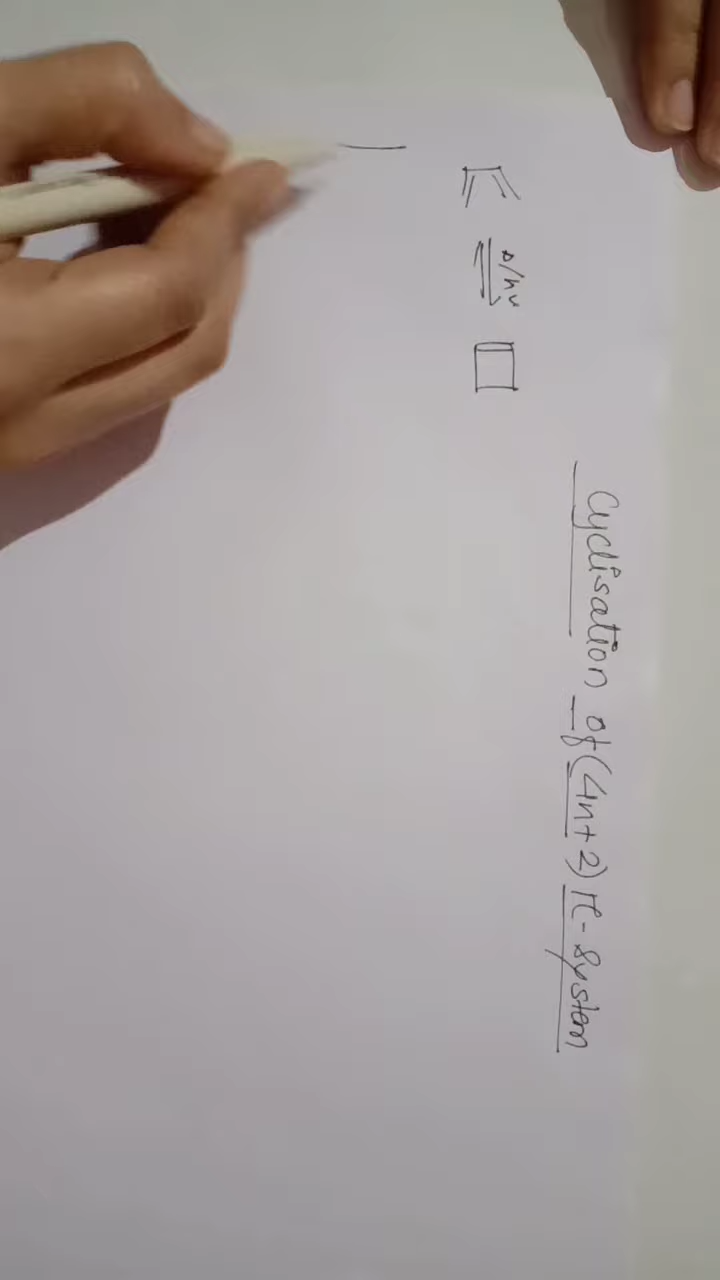 Cyclisation of (4n+2) π-system
Δ/hν